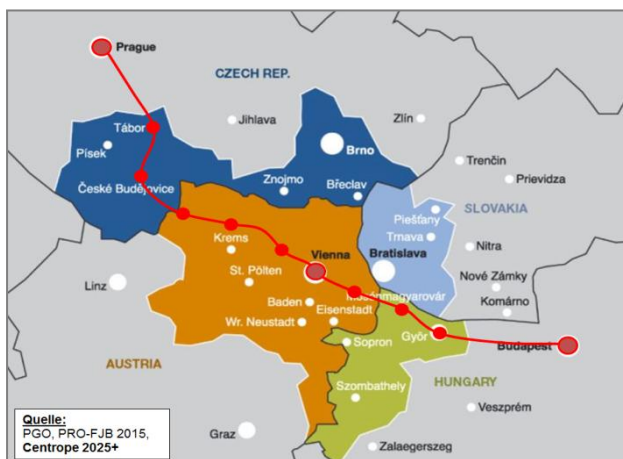 Prague
CZECH REP.
Jihlava
Zlín
Tábor
Písek
Brno
Trenčín
Prievidza
České Budějovice
Znojmo
Břeclav
SLOVAKIA
Piešťany
Trnava
Krems
Vienna
Bratislava
Nitra
St. Pölten
Linz
Nové Zámky
Baden
Mosonmagyaróvár
Komárno
Wr. Neustadt
Eisenstadt
Győr
Sopron
Budapest
AUSTRIA
HUNGARY
Szombathely
Veszprém
Graz
Zalaegerszeg
Quelle:
PGO, PRO-FJB 2015,
Centrope 2025+